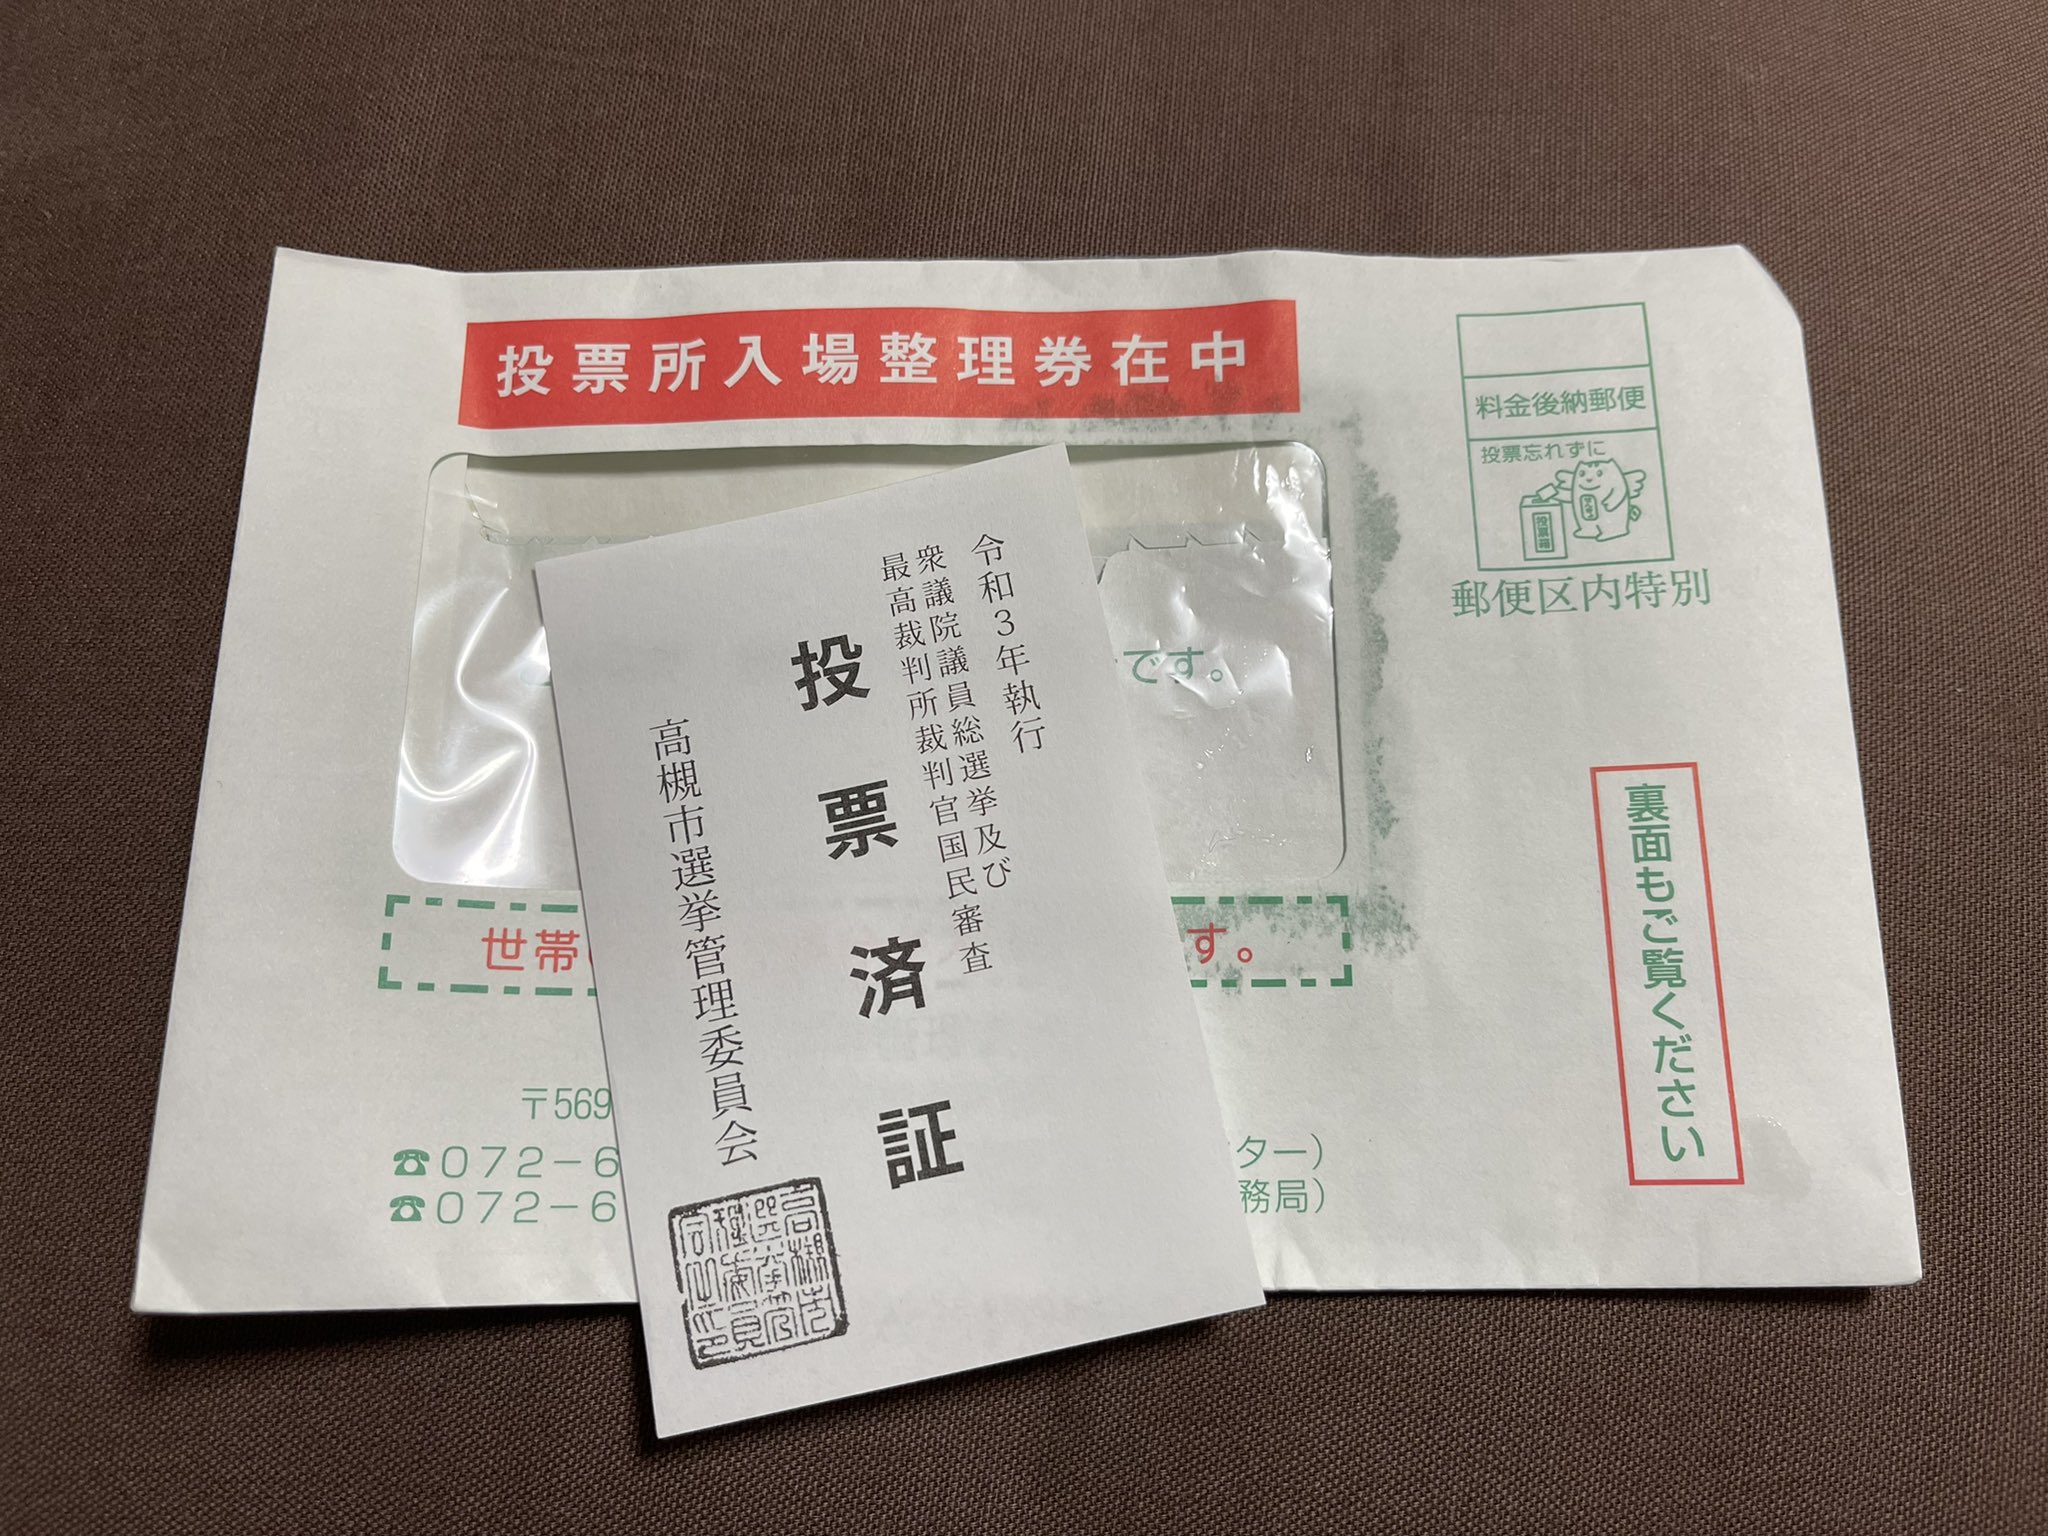 投票所入場整理券在中
料金後納郵便
投票忘れずに
投票箱
郵便区内特別
です。
裏面もご覧ください
世帯
す。
〒569
☎072-6
ター)
☎072-6
務局)
令和3年執行
衆議院議員総選挙及び
最高裁判所裁判官国民審査
投票済証
高槻市選挙管理委員会